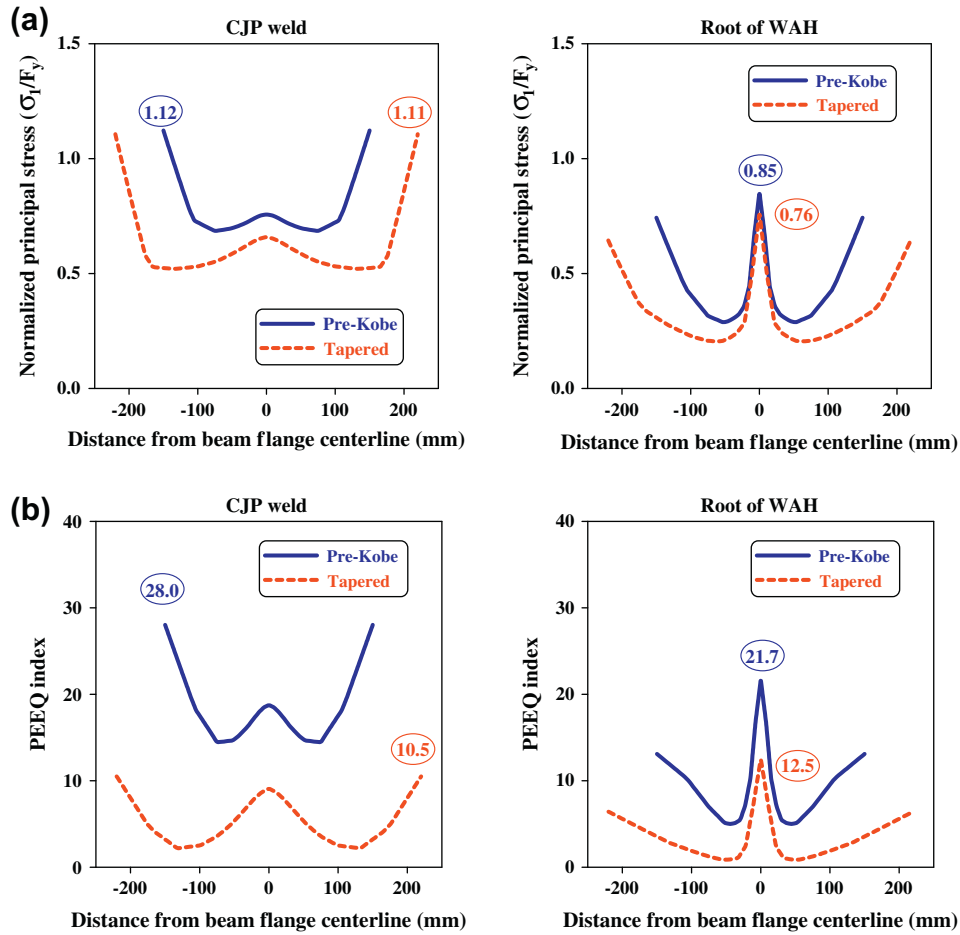 (a)
CJP weld
Normalized principal stress (σ1/Fy)
1.5
1.0
0.5
0.0
1.12
1.11
Pre-Kobe
Tapered
-200 -100 0 100 200
Distance from beam flange centerline (mm)
Root of WAH
Normalized principal stress (σ1/Fy)
1.5
1.0
0.5
0.0
Pre-Kobe
Tapered
0.85
0.76
-200 -100 0 100 200
Distance from beam flange centerline (mm)
(b)
CJP weld
PEEQ index
40
30
20
10
0
Pre-Kobe
Tapered
28.0
10.5
-200 -100 0 100 200
Distance from beam flange centerline (mm)
Root of WAH
PEEQ index
40
30
20
10
0
Pre-Kobe
Tapered
21.7
12.5
-200 -100 0 100 200
Distance from beam flange centerline (mm)